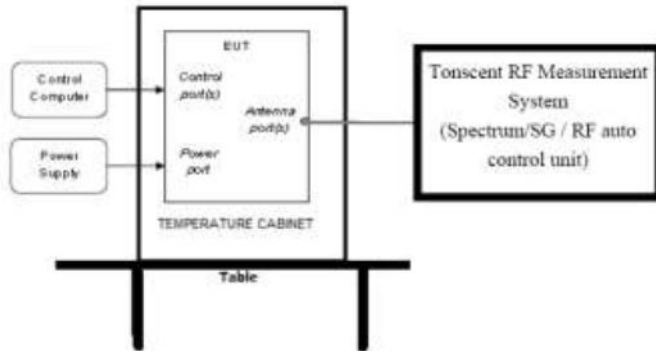 EUT
Control
Computer
Control
port(s)
Antenna
port(s)
Power
Supply
Power
port
TEMPERATURE CABINET
Table
Tonscent RF Measurement
System
(Spectrum/SG / RF auto
control unit)